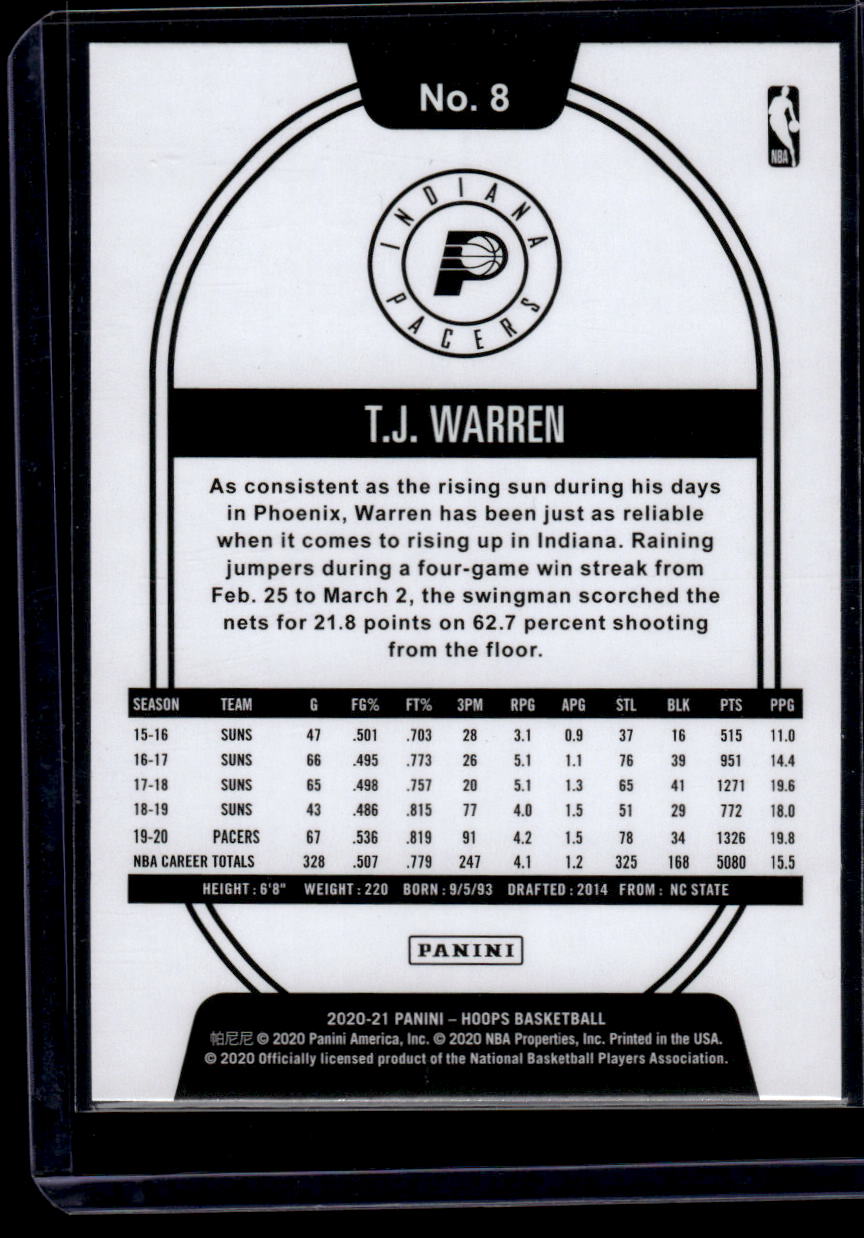 No. 8
NBA
INDIANA
PACERS
T.J. WARREN
As consistent as the rising sun during his days
in Phoenix, Warren has been just as reliable
when it comes to rising up in Indiana. Raining
jumpers during a four-game win streak from
Feb. 25 to March 2, the swingman scorched the
nets for 21.8 points on 62.7 percent shooting
from the floor.
SEASON TEAM G FG% FT% 3PM RPG APG STL BLK PTS PPG
15-16 SUNS 47 .501 .703 28 3.1 0.9 37 16 515 11.0
16-17 SUNS 66 .495 .773 26 5.1 1.1 76 39 951 14.4
17-18 SUNS 65 .498 .757 20 5.1 1.3 65 41 1271 19.6
18-19 SUNS 43 .486 .815 77 4.0 1.5 51 29 772 18.0
19-20 PACERS 67 .536 .819 91 4.2 1.5 78 34 1326 19.8
NBA CAREER TOTALS 328 .507 .779 247 4.1 1.2 325 168 5080 15.5
HEIGHT: 6'8" WEIGHT: 220 BORN: 9/5/93 DRAFTED: 2014 FROM: NC STATE
PANINI
2020-21 PANINI – HOOPS BASKETBALL
帕尼尼 © 2020 Panini America, Inc. © 2020 NBA Properties, Inc. Printed in the USA.
© 2020 Officially licensed product of the National Basketball Players Association.